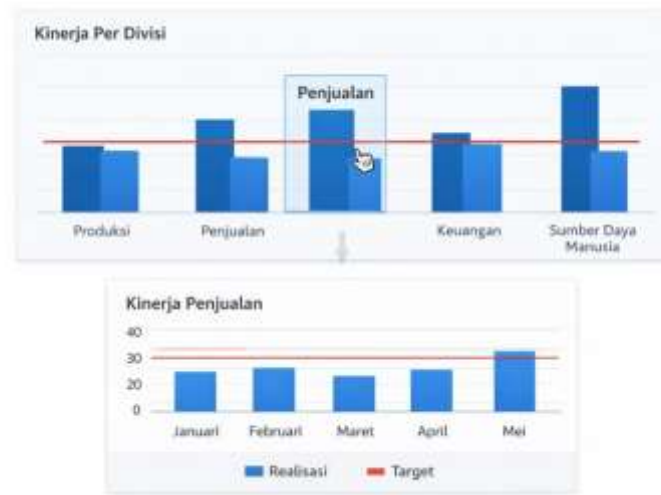 Kinerja Per Divisi
Penjualan
Produksi
Penjualan
Keuangan
Sumber Daya
Manusia
Kinerja Penjualan
40
30
20
0
Januari
Februari
Maret
April
Mei
Realisasi
Target